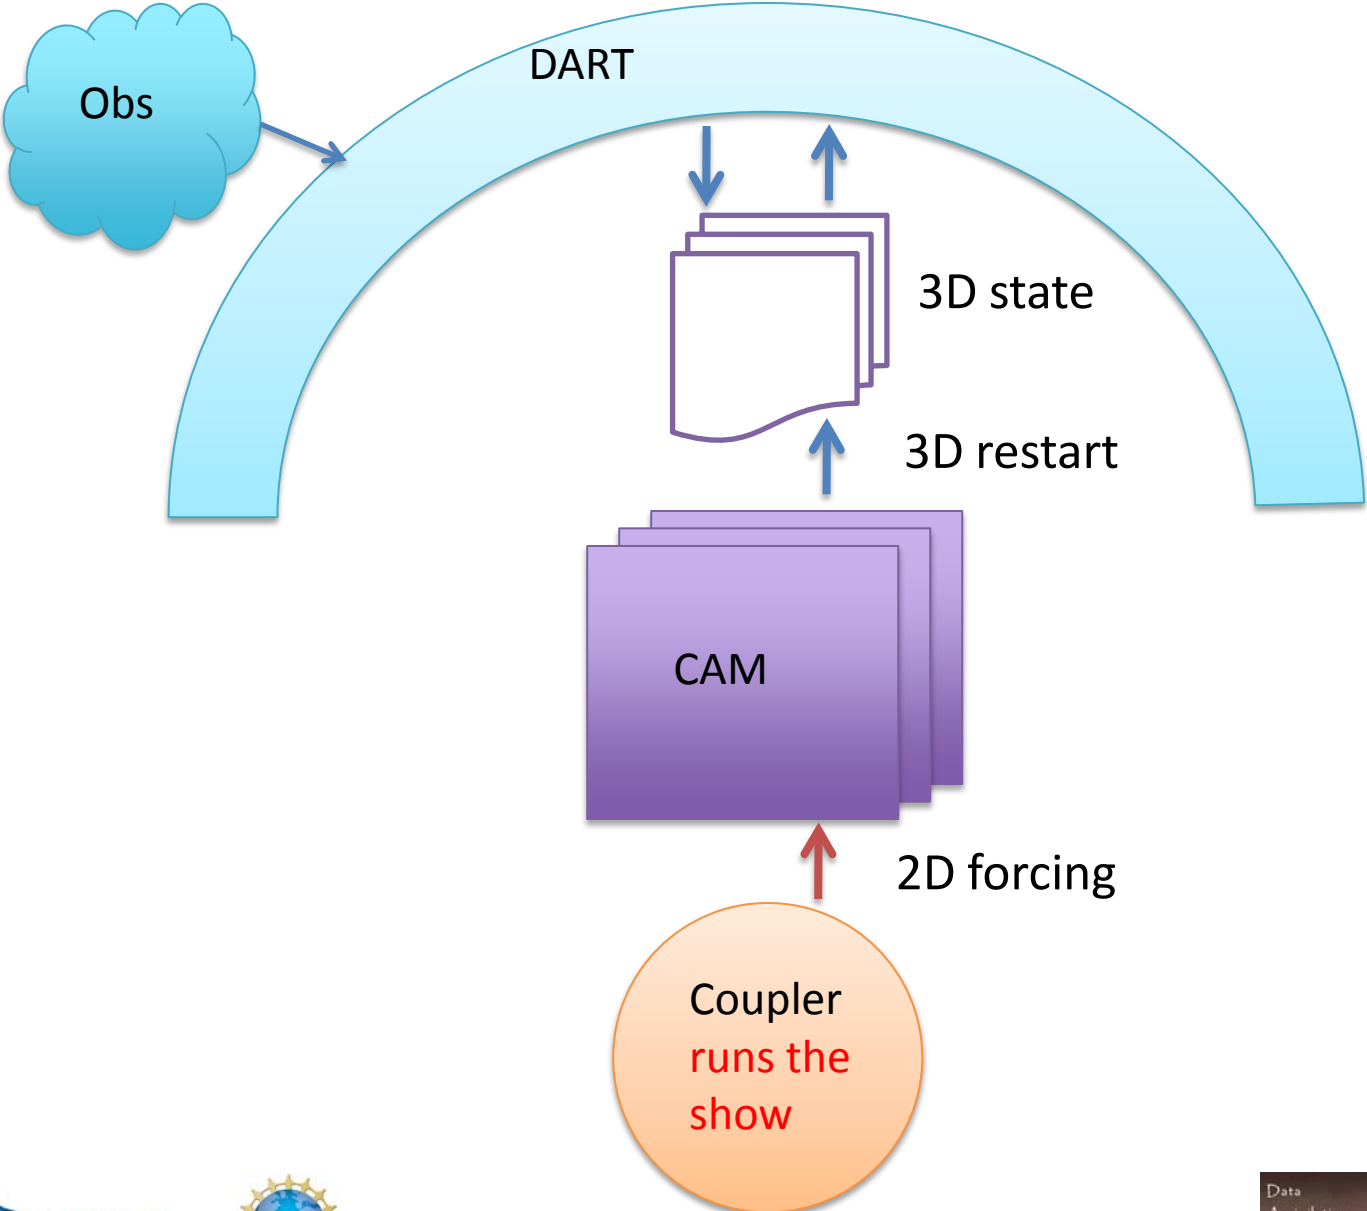 DART
Obs
3D state
3D restart
CAM
2D forcing
Coupler
runs the
show
Data